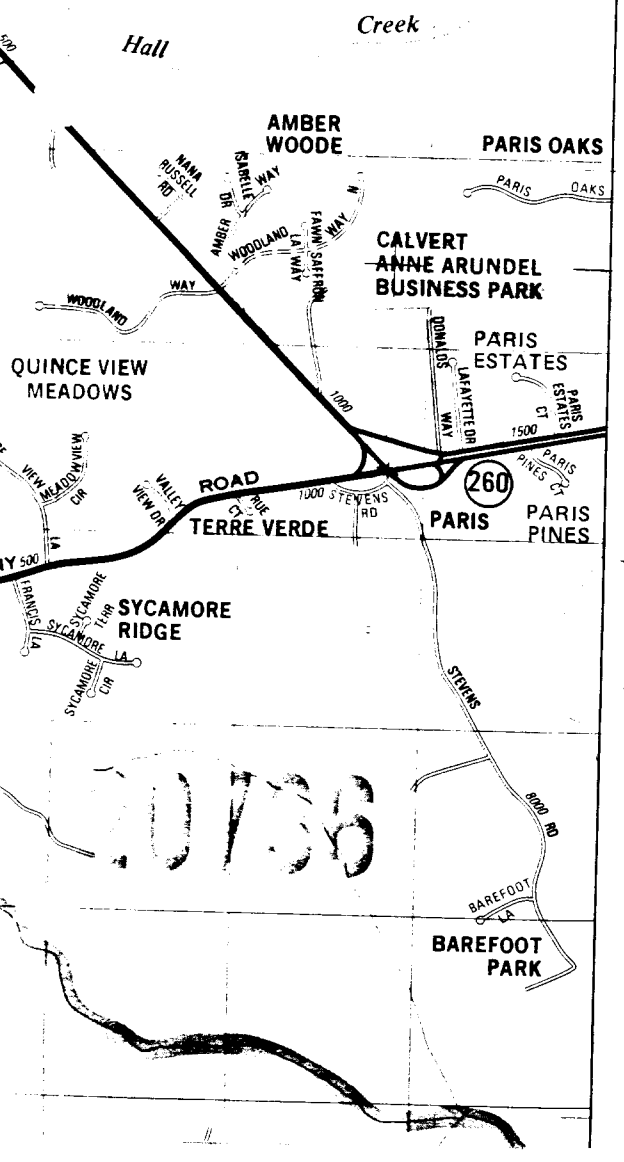 500
Hall
Creek
AMBER
WOODE
PARIS OAKS
NANA
RUSSELL
RD
ISABELLE
DR
AMBER
WAY
PARIS OAKS
WOODLAND
WAY
N
FAWN
LA
SAFFRON
WAY
CALVERT
ANNE ARUNDEL
BUSINESS PARK
WOODLAND
WAY
DONALDS
WAY
LAFAYETTE DR
PARIS
ESTATES
PARIS
ESTATES
CT
QUINCE VIEW
MEADOWS
1000
1500
VIEW
LA
MEADOWVIEW
CIR
VALLEY
VIEW DR
ROAD
RUE
CT
1000 STEVENS
RD
260
PARIS
PINES CT
TERRE VERDE
PARIS
PARIS
PINES
NY 500
FRANCIS
LA
SYCAMORE
TERR
SYCAMORE
LA
SYCAMORE
CIR
SYCAMORE
RIDGE
STEVENS
8000 RD
20736
BAREFOOT
LA
BAREFOOT
PARK